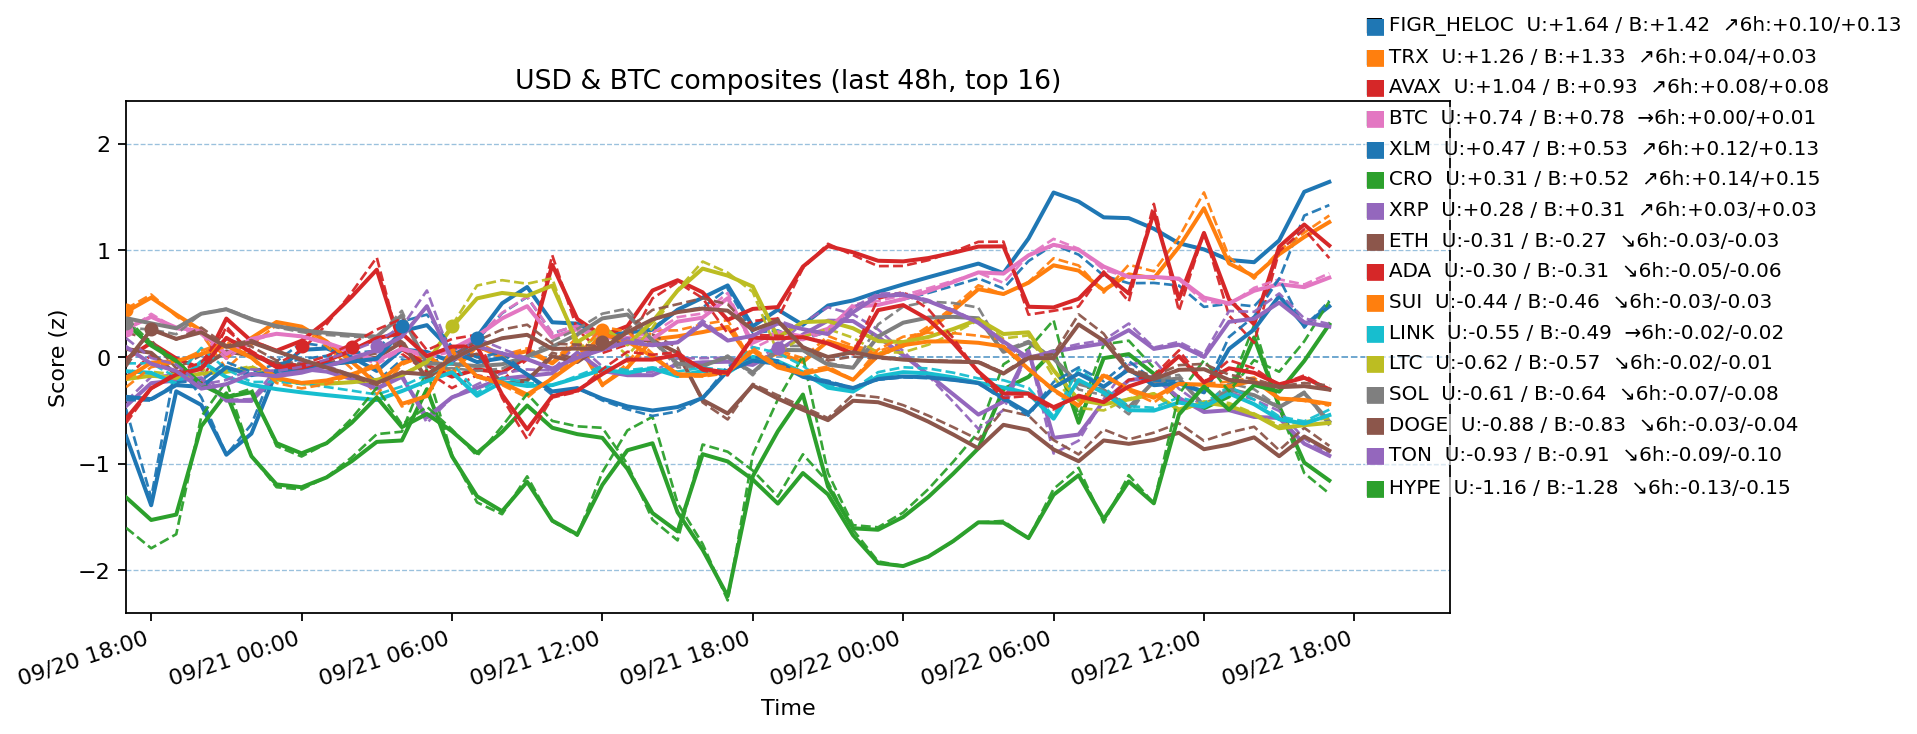 FIGR_HELOC U:+1.64 / B:+1.42 ↗6h:+0.10/+0.13
TRX U:+1.26 / B:+1.33 ↗6h:+0.04/+0.03
USD & BTC composites (last 48h, top 16)
AVAX U:+1.04 / B:+0.93 ↗6h:+0.08/+0.08
BTC U:+0.74 / B:+0.78 →6h:+0.00/+0.01
XLM U:+0.47 / B:+0.53 ↗6h:+0.12/+0.13
CRO U:+0.31 / B:+0.52 ↗6h:+0.14/+0.15
XRP U:+0.28 / B:+0.31 ↗6h:+0.03/+0.03
ETH U:-0.31 / B:-0.27 ↘6h:-0.03/-0.03
ADA U:-0.30 / B:-0.31 ↘6h:-0.05/-0.06
SUI U:-0.44 / B:-0.46 ↘6h:-0.03/-0.03
LINK U:-0.55 / B:-0.49 →6h:-0.02/-0.02
LTC U:-0.62 / B:-0.57 ↘6h:-0.02/-0.01
SOL U:-0.61 / B:-0.64 ↘6h:-0.07/-0.08
DOGE U:-0.88 / B:-0.83 ↘6h:-0.03/-0.04
TON U:-0.93 / B:-0.91 ↘6h:-0.09/-0.10
HYPE U:-1.16 / B:-1.28 ↘6h:-0.13/-0.15
Score (z)
2
1
0
−1
−2
09/20 18:00
09/21 00:00
09/21 06:00
09/21 12:00
09/21 18:00
09/22 00:00
09/22 06:00
09/22 12:00
09/22 18:00
Time